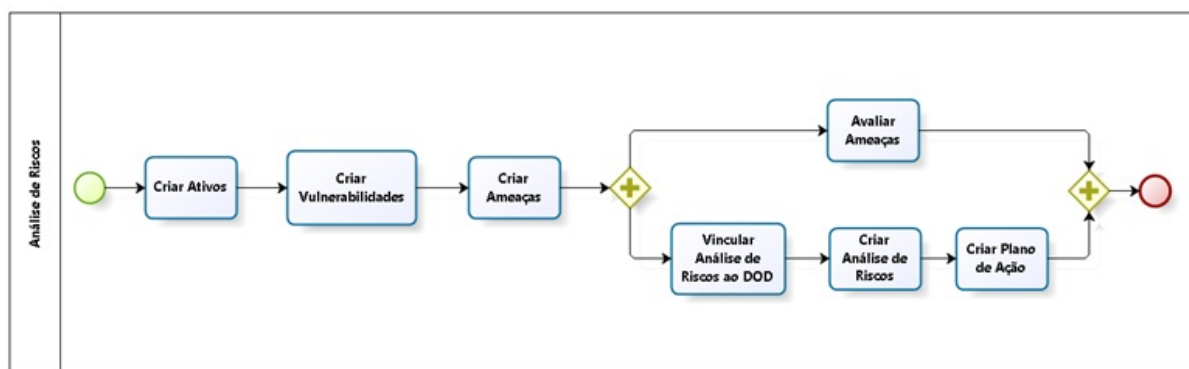 Análise de Riscos
Criar Ativos
Criar
Vulnerabilidades
Criar
Ameaças
Avaliar
Ameaças
Vincular
Análise de
Riscos ao DOD
Criar
Análise de
Riscos
Criar Plano
de Ação